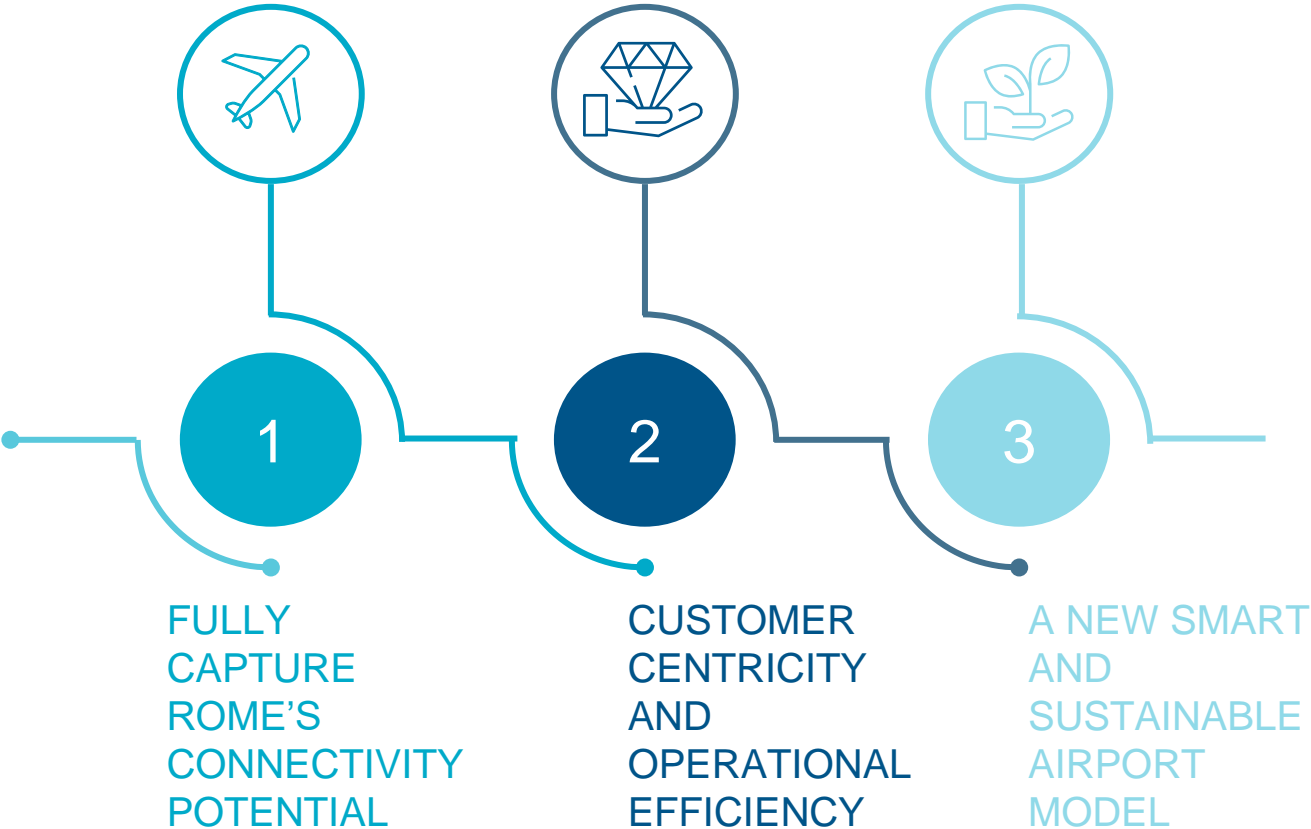 1
2
3
FULLY
CAPTURE
ROME'S
CONNECTIVITY
POTENTIAL
CUSTOMER
CENTRICITY
AND
OPERATIONAL
EFFICIENCY
A NEW SMART
AND
SUSTAINABLE
AIRPORT
MODEL